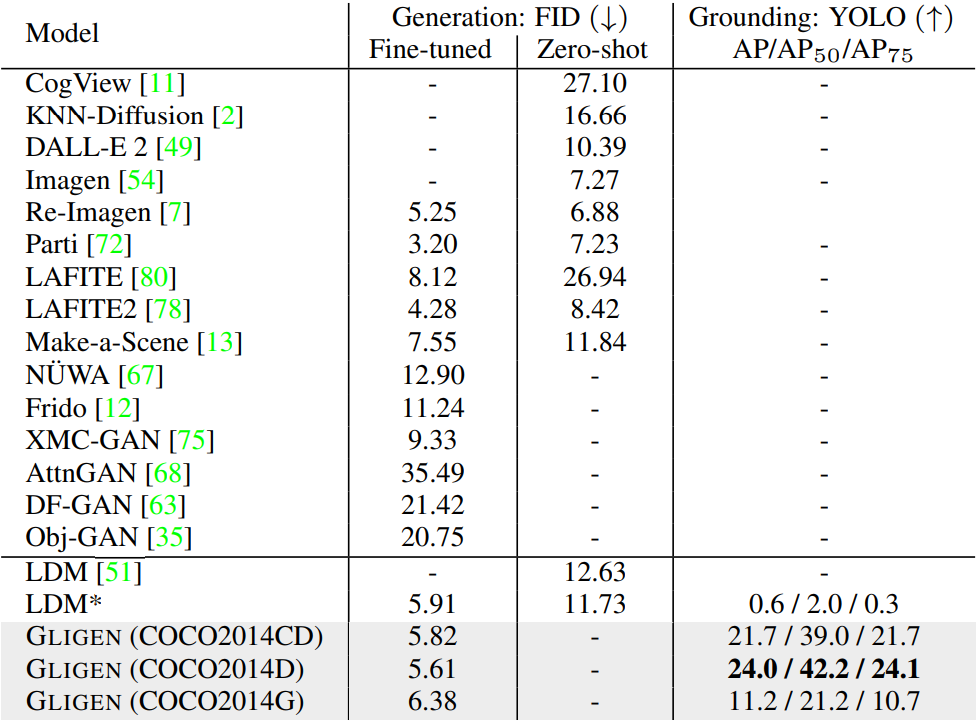 Model Generation: FID (↓) Grounding: YOLO (↑)
Fine-tuned Zero-shot AP/AP50/AP75
CogView [11] - 27.10 -
KNN-Diffusion [2] - 16.66 -
DALL-E 2 [49] - 10.39 -
Imagen [54] - 7.27 -
Re-Imagen [7] 5.25 6.88
Parti [72] 3.20 7.23 -
LAFITE [80] 8.12 26.94 -
LAFITE2 [78] 4.28 8.42 -
Make-a-Scene [13] 7.55 11.84 -
NÜWA [67] 12.90 - -
Frido [12] 11.24 - -
XMC-GAN [75] 9.33 - -
AttnGAN [68] 35.49 - -
DF-GAN [63] 21.42 - -
Obj-GAN [35] 20.75 - -
LDM [51] - 12.63 -
LDM* 5.91 11.73 0.6 / 2.0 / 0.3
GLIGEN (COCO2014CD) 5.82 - 21.7 / 39.0 / 21.7
GLIGEN (COCO2014D) 5.61 - 24.0 / 42.2 / 24.1
GLIGEN (COCO2014G) 6.38 - 11.2 / 21.2 / 10.7